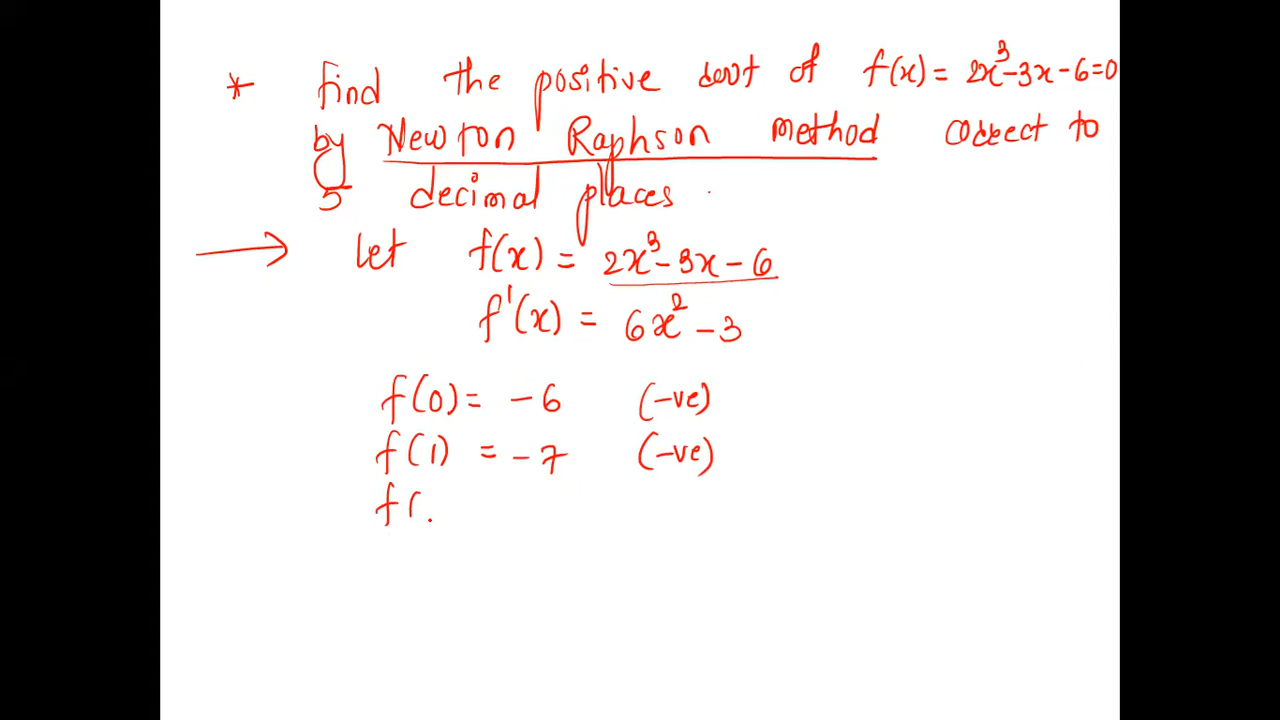 * Find the positive root of f(x) = 2x³-3x-6=0
by Newton Raphson method correct to
5 decimal places.
→ Let f(x) = 2x³-3x-6
f'(x) = 6x²-3
f(0) = -6 (-ve)
f(1) = -7 (-ve)
f(